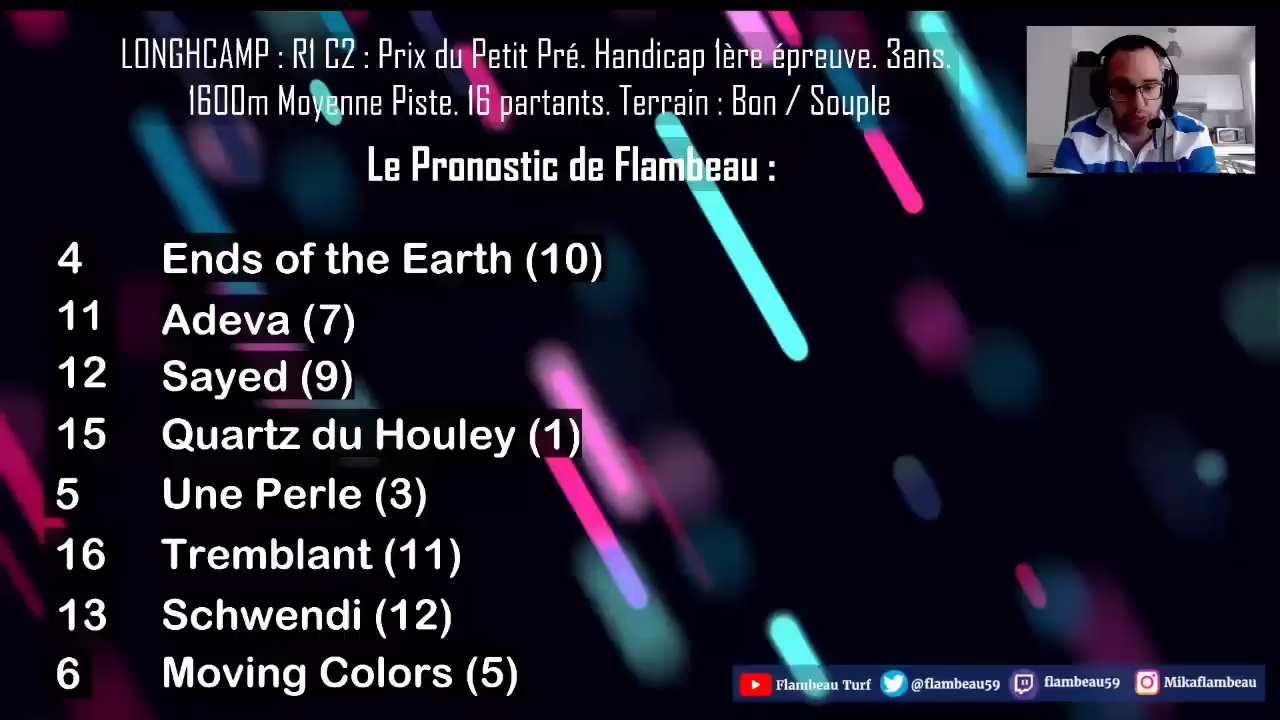 LONGHCAMP : R1 C2 : Prix du Petit Pré. Handicap 1ère épreuve. 3ans.
1600m Moyenne Piste. 16 partants. Terrain : Bon / Souple
Le Pronostic de Flambeau :
4 Ends of the Earth (10)
11 Adeva (7)
12 Sayed (9)
15 Quartz du Houley (1)
5 Une Perle (3)
16 Tremblant (11)
13 Schwendi (12)
6 Moving Colors (5)
Flambeau Turf @flambeau59 flambeau59 Mikaflambeau